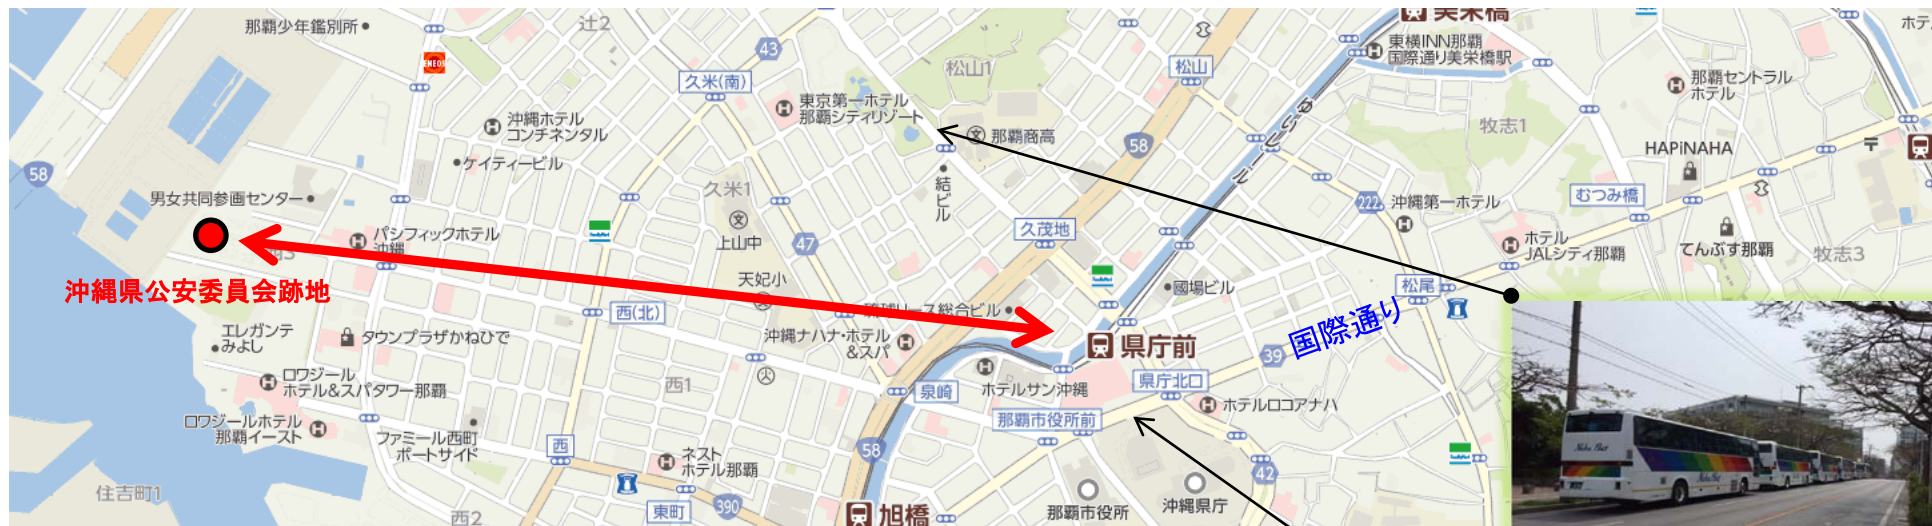 那覇少年鑑別所
辻2
美栄橋
43
ENEOS
久米(南)
松山1
松山
東横INN那覇
国際通り美栄橋駅
那覇セントラル
ホテル
ホテ
沖縄ホテル
コンチネンタル
東京第一ホテル
那覇シティリゾート
那覇商高
58
ゆいレール
牧志1
HAPiNAHA
ケイティービル
58
男女共同参画センター
久米1
上山中
結ビル
久茂地
222
沖縄第一ホテル
むつみ橋
パシフィックホテル
沖縄
47
ホテル
JALシティ那覇
てんぶす那覇
牧志3
沖縄県公安委員会跡地
天妃小
國場ビル
松尾
エレガンテ
みよし
タウンプラザかねひで
西(北)
琉球リース総合ビル
沖縄ナハナ・ホテル
&スパ
県庁前
39
国際通り
ロワジール
ホテル&スパタワー那覇
西1
泉崎
ホテルサン沖縄
県庁北口
ホテルロコアナハ
那覇市役所前
ロワジールホテル
那覇イースト
ファミール西町
ポートサイド
西
ネスト
ホテル那覇
58
42
住吉町1
西2
東町
390
旭橋
那覇市役所
沖縄県庁
Naha Bus